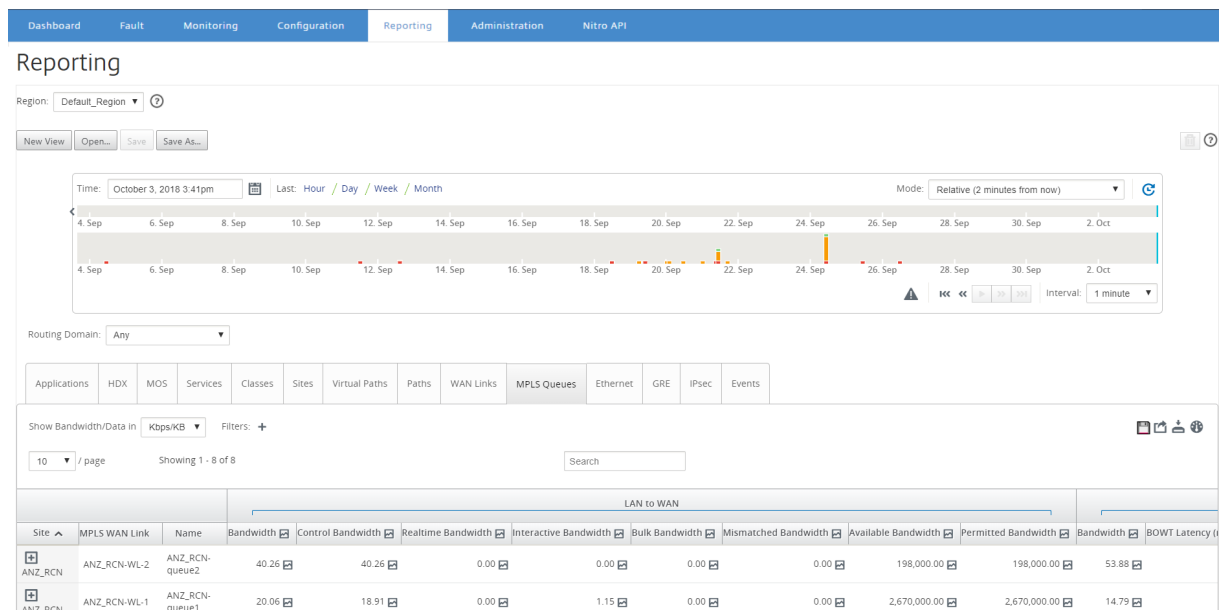 Dashboard Fault Monitoring Configuration Reporting Administration Nitro API
Reporting
Region: Default_Region
New View Open... Save Save As...
Time: October 3, 2018 3:41pm Last: Hour / Day / Week / Month Mode: Relative (2 minutes from now)
4. Sep 6. Sep 8. Sep 10. Sep 12. Sep 14. Sep 16. Sep 18. Sep 20. Sep 22. Sep 24. Sep 26. Sep 28. Sep 30. Sep 2. Oct
4. Sep 6. Sep 8. Sep 10. Sep 12. Sep 14. Sep 16. Sep 18. Sep 20. Sep 22. Sep 24. Sep 26. Sep 28. Sep 30. Sep 2. Oct
Interval: 1 minute
Routing Domain: Any
Applications HDX MOS Services Classes Sites Virtual Paths Paths WAN Links MPLS Queues Ethernet GRE IPsec Events
Show Bandwidth/Data in Kbps/KB Filters: +
10 / page Showing 1 - 8 of 8 Search
LAN to WAN
Site MPLS WAN Link Name Bandwidth Control Bandwidth Realtime Bandwidth Interactive Bandwidth Bulk Bandwidth Mismatched Bandwidth Available Bandwidth Permitted Bandwidth Bandwidth BOWT Latency
ANZ_RCN ANZ_RCN-WL-2 ANZ_RCN-queue2 40.26 40.26 0.00 0.00 0.00 0.00 198,000.00 198,000.00 53.88
ANZ_RCN ANZ_RCN-WL-1 ANZ_RCN-queue1 20.06 18.91 0.00 1.15 0.00 0.00 2,670,000.00 2,670,000.00 14.79